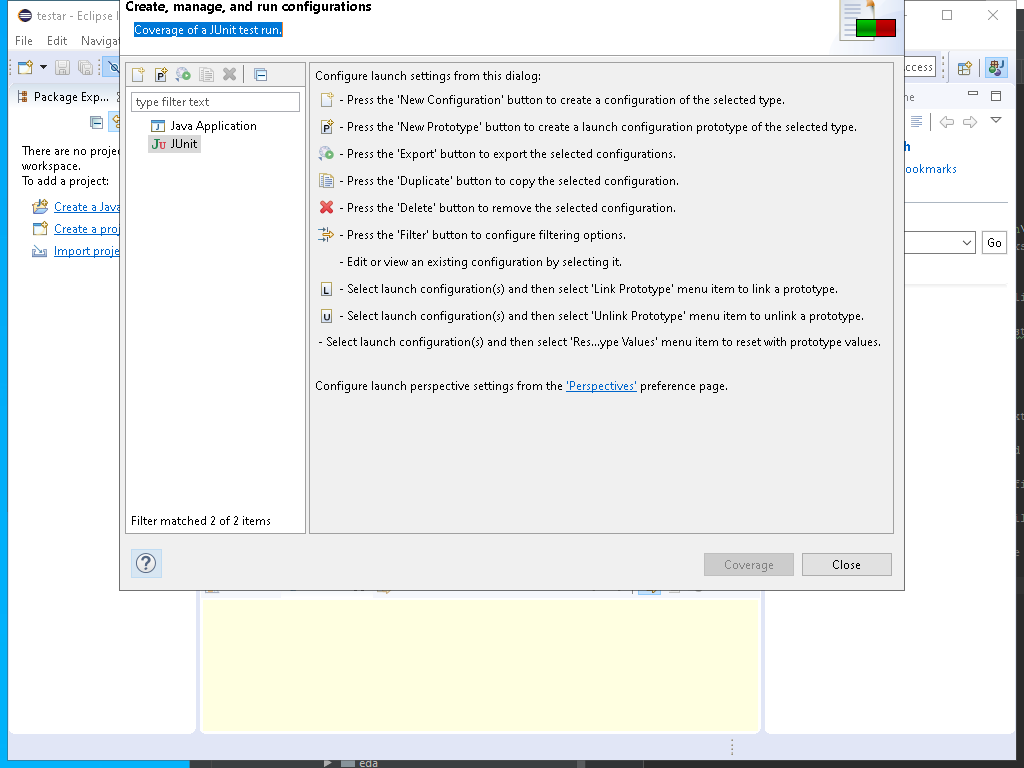 Create, manage, and run configurations
testar - Eclipse I
Coverage of a JUnit test run.
File Edit Navigat
Package Exp...
type filter text
Java Application
JUnit
Filter matched 2 of 2 items
Configure launch settings from this dialog:
- Press the 'New Configuration' button to create a configuration of the selected type.
- Press the 'New Prototype' button to create a launch configuration prototype of the selected type.
- Press the 'Export' button to export the selected configurations.
- Press the 'Duplicate' button to copy the selected configuration.
- Press the 'Delete' button to remove the selected configuration.
- Press the 'Filter' button to configure filtering options.
- Edit or view an existing configuration by selecting it.
- Select launch configuration(s) and then select 'Link Prototype' menu item to link a prototype.
- Select launch configuration(s) and then select 'Unlink Prototype' menu item to unlink a prototype.
- Select launch configuration(s) and then select 'Res...ype Values' menu item to reset with prototype values.
Configure launch perspective settings from the 'Perspectives' preference page.
Coverage
Close
There are no proje
workspace.
To add a project:
Create a Java
Create a proj
Import proje
ccess
ne
h
ookmarks
Go
eda